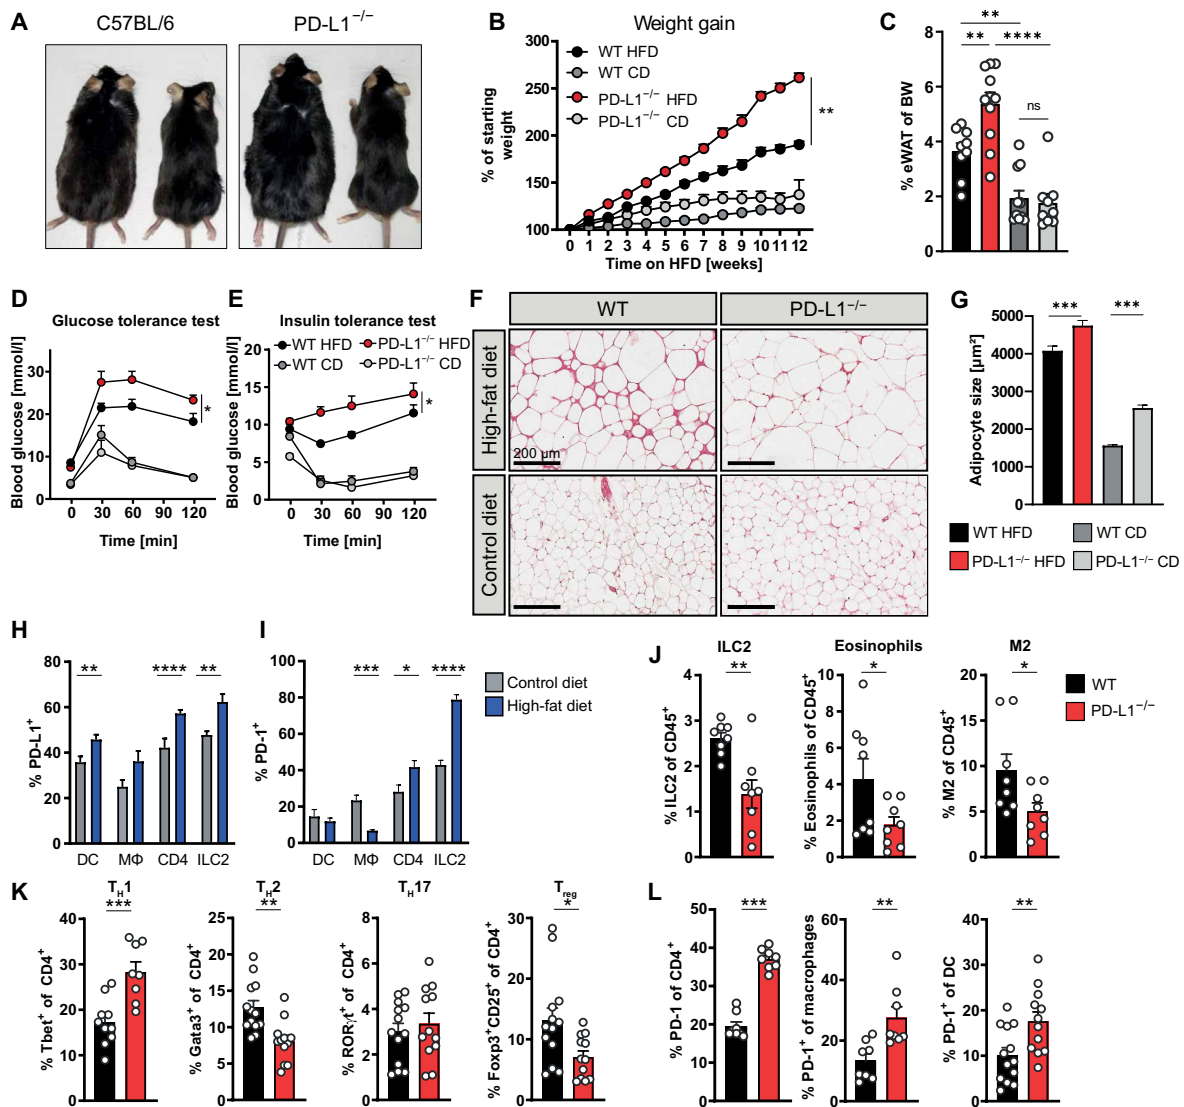 A
C57BL/6
PD-L1−/−
B
Weight gain
% of starting
weight
300
250
200
150
100
WT HFD
WT CD
PD-L1−/− HFD
PD-L1−/− CD
**
0 1 2 3 4 5 6 7 8 9 10 11 12
Time on HFD [weeks]
C
% eWAT of BW
8
6
4
2
0
**
** ****
ns
D
Glucose tolerance test
Blood glucose [mmol/l]
30
20
10
0
*
0 30 60 90 120
Time [min]
E
Insulin tolerance test
WT HFD
PD-L1−/− HFD
WT CD
PD-L1−/− CD
Blood glucose [mmol/l]
20
15
10
5
0
*
0 30 60 90 120
Time [min]
F
WT
PD-L1−/−
High-fat diet
200 µm
Control diet
G
Adipocyte size [µm²]
5000
4000
3000
2000
1000
0
*** ***
WT HFD
WT CD
PD-L1−/− HFD
PD-L1−/− CD
H
% PD-L1+
80
60
40
20
0
** **** **
DC MΦ CD4 ILC2
I
% PD-1+
100
80
60
40
20
0
*** * ****
DC MΦ CD4 ILC2
Control diet
High-fat diet
J
ILC2
**
% ILC2 of CD45+
4
3
2
1
0
Eosinophils
*
% Eosinophils of CD45+
10
8
6
4
2
0
M2
*
% M2 of CD45+
20
15
10
5
0
WT
PD-L1−/−
K
TH1
***
% Tbet+ of CD4+
40
30
20
10
0
TH2
**
% Gata3+ of CD4+
25
20
15
10
5
0
TH17
% RORγt+ of CD4+
8
6
4
2
0
Treg
*
% Foxp3+CD25+ of CD4+
30
20
10
0
L
***
% PD-1 of CD4+
50
40
30
20
10
0
**
% PD-1+ of macrophages
60
40
20
0
**
% PD-1+ of DC
40
30
20
10
0